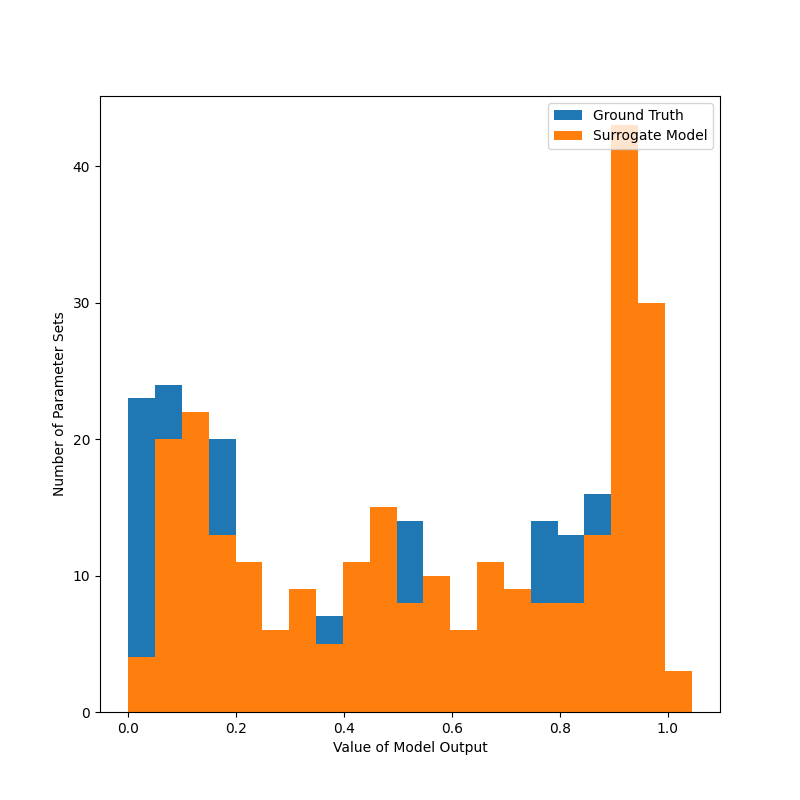 Ground Truth
Surrogate Model
Number of Parameter Sets
40
30
20
10
0
0.0 0.2 0.4 0.6 0.8 1.0
Value of Model Output